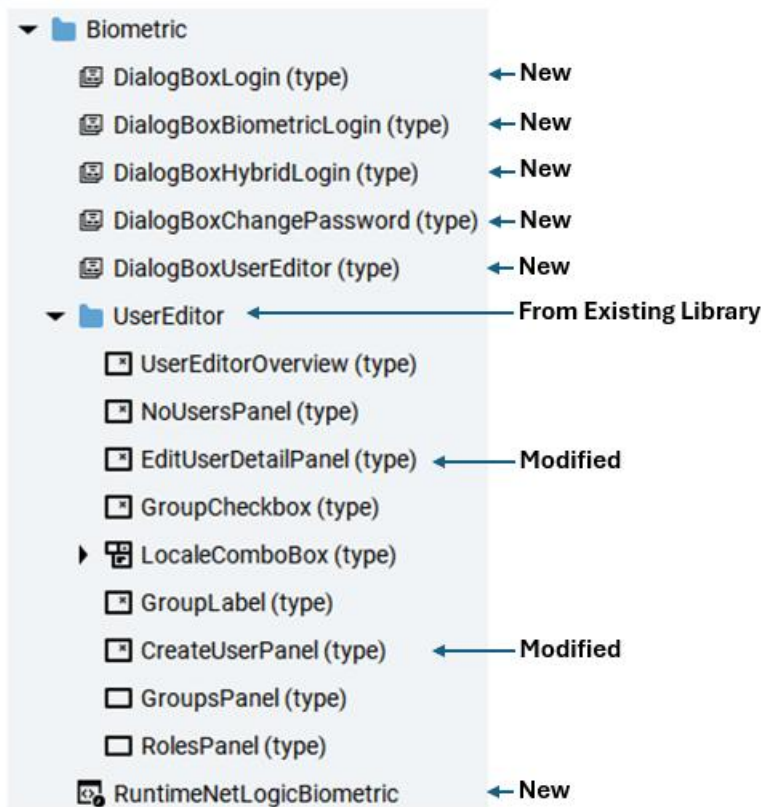 Biometric
DialogBoxLogin (type) New
DialogBoxBiometricLogin (type) New
DialogBoxHybridLogin (type) New
DialogBoxChangePassword (type) New
DialogBoxUserEditor (type) New
UserEditor From Existing Library
UserEditorOverview (type)
NoUsersPanel (type)
EditUserDetailPanel (type) Modified
GroupCheckbox (type)
LocaleComboBox (type)
GroupLabel (type)
CreateUserPanel (type) Modified
GroupsPanel (type)
RolesPanel (type)
RuntimeNetLogicBiometric New